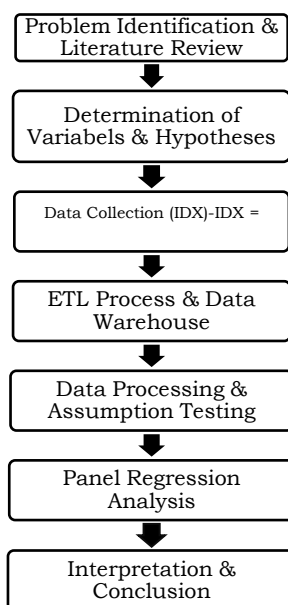 Problem Identification &
Literature Review
Determination of
Variabels & Hypotheses
Data Collection (IDX)-IDX =
ETL Process & Data
Warehouse
Data Processing &
Assumption Testing
Panel Regression
Analysis
Interpretation &
Conclusion